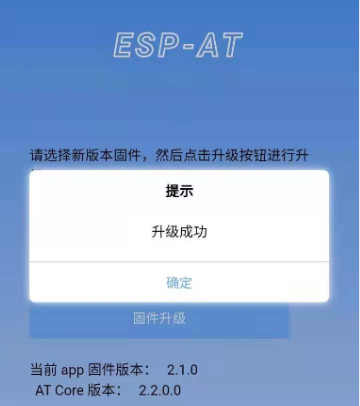 ESP-AT
请选择新版本固件，然后点击升级按钮进行升
提示
升级成功
确定
固件升级
当前 app 固件版本： 2.1.0
AT Core 版本： 2.2.0.0